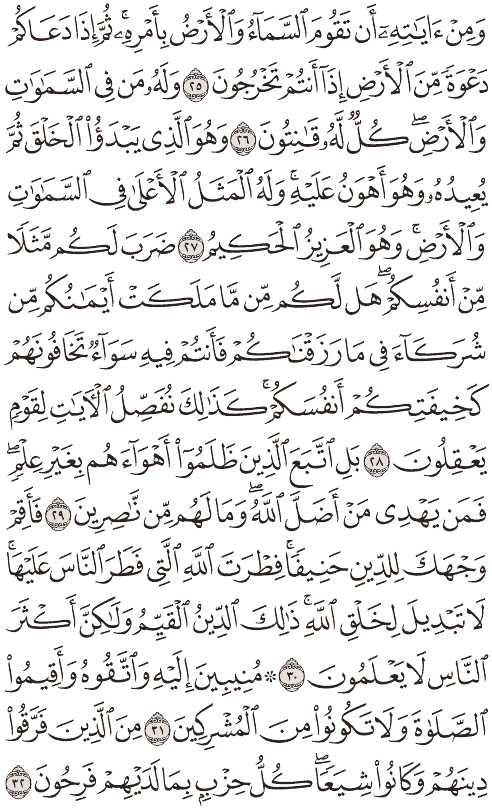 وَمِنْ ءَايَٰتِهِۦٓ أَن تَقُومَ ٱلسَّمَآءُ وَٱلْأَرْضُ بِأَمْرِهِۦ ۚ ثُمَّ إِذَا دَعَاكُمْ
دَعْوَةً مِّنَ ٱلْأَرْضِ إِذَآ أَنتُمْ تَخْرُجُونَ ٢٥ وَلَهُۥ مَن فِى ٱلسَّمَٰوَٰتِ
وَٱلْأَرْضِ ۖ كُلٌّ لَّهُۥ قَٰنِتُونَ ٢٦ وَهُوَ ٱلَّذِى يَبْدَؤُا۟ ٱلْخَلْقَ ثُمَّ
يُعِيدُهُۥ وَهُوَ أَهْوَنُ عَلَيْهِ ۚ وَلَهُ ٱلْمَثَلُ ٱلْأَعْلَىٰ فِى ٱلسَّمَٰوَٰتِ
وَٱلْأَرْضِ ۚ وَهُوَ ٱلْعَزِيزُ ٱلْحَكِيمُ ٢٧ ضَرَبَ لَكُم مَّثَلًا
مِّنْ أَنفُسِكُمْ ۖ هَل لَّكُم مِّن مَّا مَلَكَتْ أَيْمَٰنُكُم مِّن
شُرَكَآءَ فِى مَا رَزَقْنَٰكُمْ فَأَنتُمْ فِيهِ سَوَآءٌ تَخَافُونَهُمْ
كَخِيفَتِكُمْ أَنفُسَكُمْ ۚ كَذَٰلِكَ نُفَصِّلُ ٱلْءَايَٰتِ لِقَوْمٍ
يَعْقِلُونَ ٢٨ بَلِ ٱتَّبَعَ ٱلَّذِينَ ظَلَمُوٓا۟ أَهْوَآءَهُم بِغَيْرِ عِلْمٍ ۖ
فَمَن يَهْدِى مَنْ أَضَلَّ ٱللَّهُ ۖ وَمَا لَهُم مِّن نَّٰصِرِينَ ٢٩ فَأَقِمْ
وَجْهَكَ لِلدِّينِ حَنِيفًا ۚ فِطْرَتَ ٱللَّهِ ٱلَّتِى فَطَرَ ٱلنَّاسَ عَلَيْهَا ۚ
لَا تَبْدِيلَ لِخَلْقِ ٱللَّهِ ۚ ذَٰلِكَ ٱلدِّينُ ٱلْقَيِّمُ وَلَٰكِنَّ أَكْثَرَ
ٱلنَّاسِ لَا يَعْلَمُونَ ٣٠ ۞ مُنِيبِينَ إِلَيْهِ وَٱتَّقُوهُ وَأَقِيمُوا۟
ٱلصَّلَوٰةَ وَلَا تَكُونُوا۟ مِنَ ٱلْمُشْرِكِينَ ٣١ مِنَ ٱلَّذِينَ فَرَّقُوا۟
دِينَهُمْ وَكَانُوا۟ شِيَعًا ۖ كُلُّ حِزْبٍۭ بِمَا لَدَيْهِمْ فَرِحُونَ ٣٢